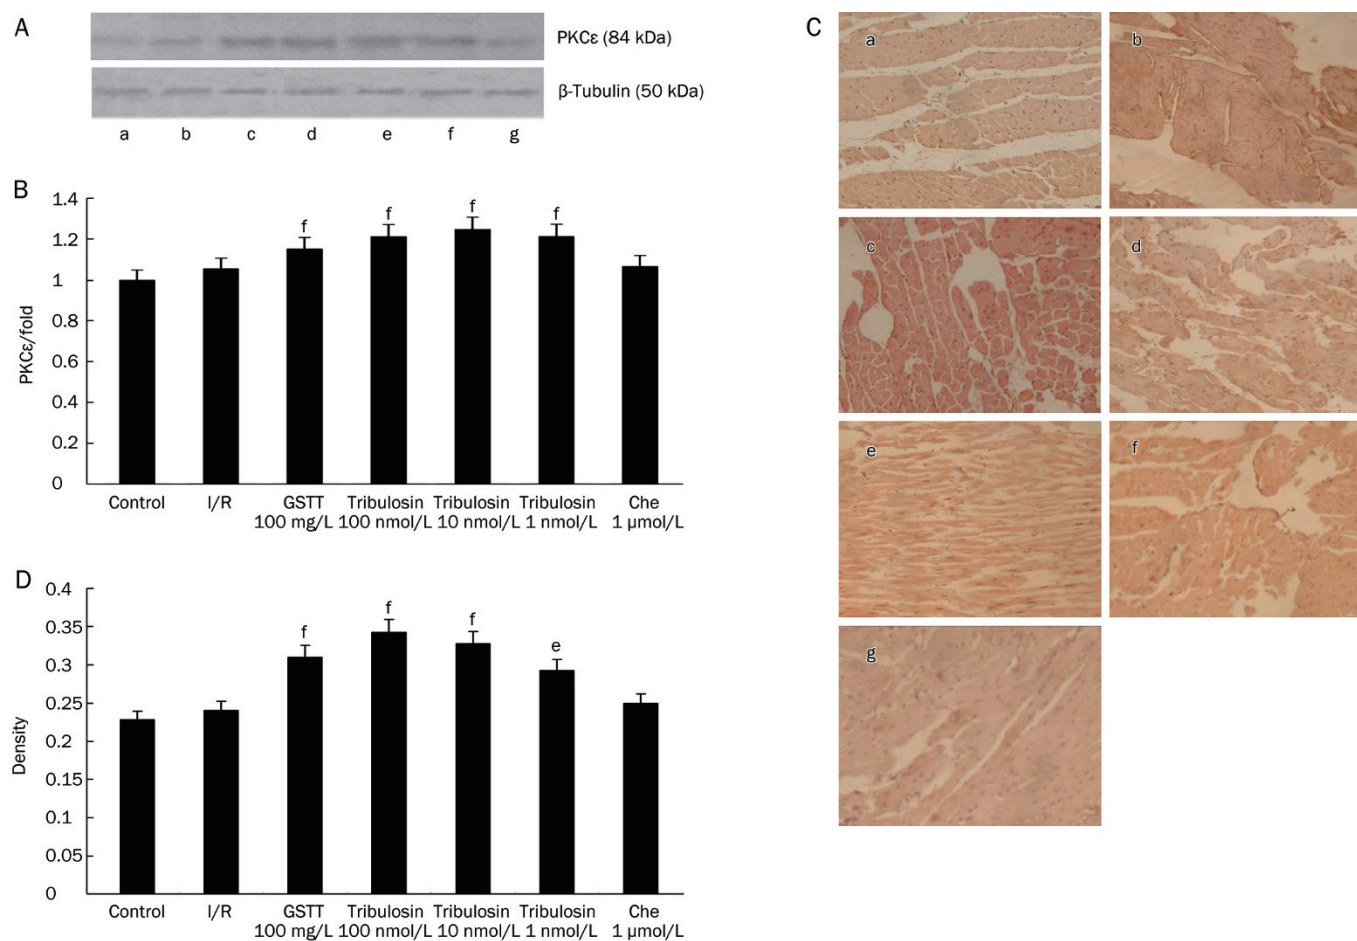 A
PKCε (84 kDa)
β-Tubulin (50 kDa)
a b c d e f g
B
PKCε/fold
1.4
1.2
1
0.8
0.6
0.4
0.2
0
f f f f
Control I/R GSTT Tribulosin Tribulosin Tribulosin Che
100 mg/L 100 nmol/L 10 nmol/L 1 nmol/L 1 μmol/L
D
Density
0.4
0.35
0.3
0.25
0.2
0.15
0.1
0.05
0
f f f e
Control I/R GSTT Tribulosin Tribulosin Tribulosin Che
100 mg/L 100 nmol/L 10 nmol/L 1 nmol/L 1 μmol/L
C
a b
c d
e f
g